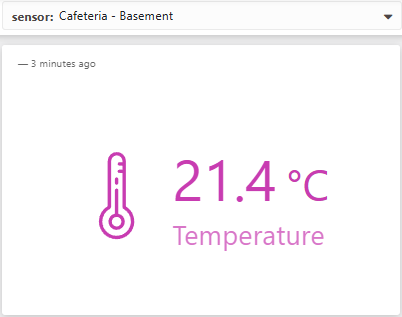 sensor: Cafeteria - Basement
— 3 minutes ago
21.4 °C
Temperature